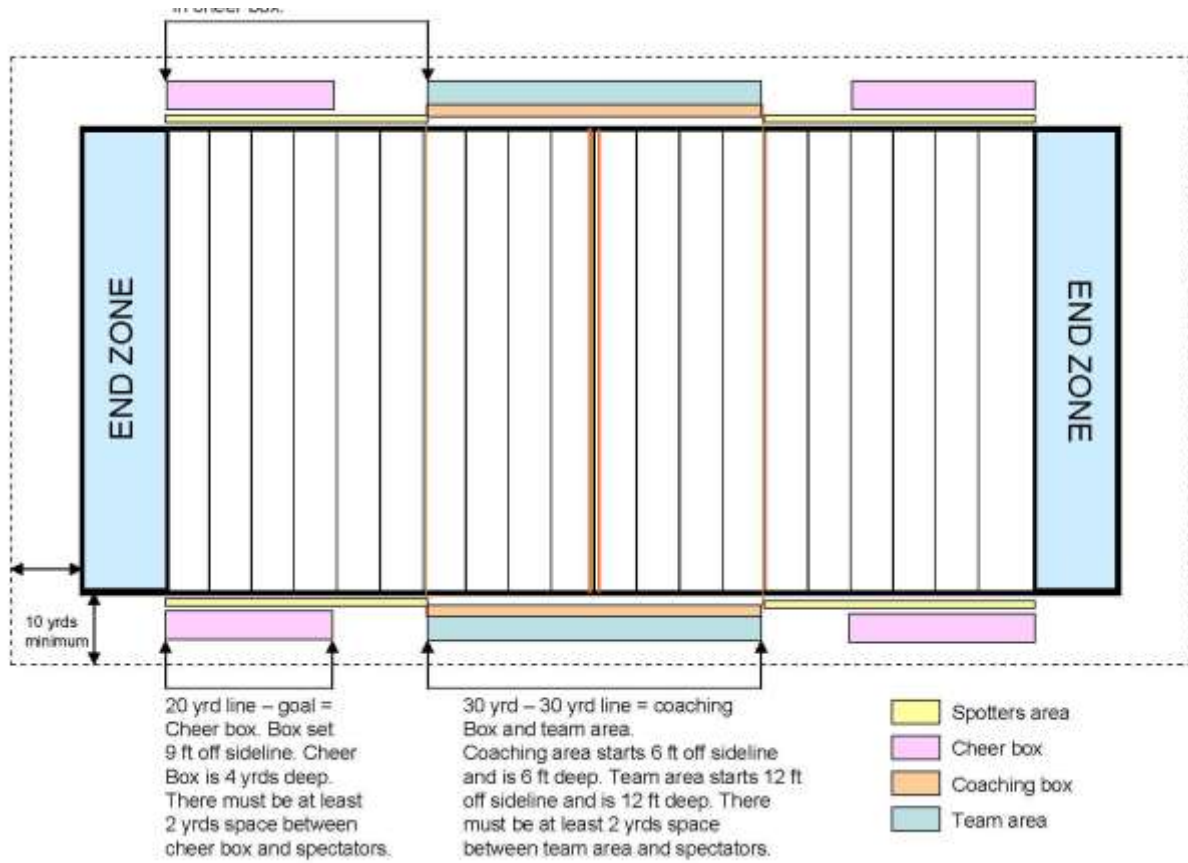 in cheer box.
END ZONE
END ZONE
10 yrds
minimum
20 yrd line – goal =
Cheer box. Box set
9 ft off sideline. Cheer
Box is 4 yrds deep.
There must be at least
2 yrds space between
cheer box and spectators.
30 yrd – 30 yrd line = coaching
Box and team area.
Coaching area starts 6 ft off sideline
and is 6 ft deep. Team area starts 12 ft
off sideline and is 12 ft deep. There
must be at least 2 yrds space
between team area and spectators.
Spotters area
Cheer box
Coaching box
Team area